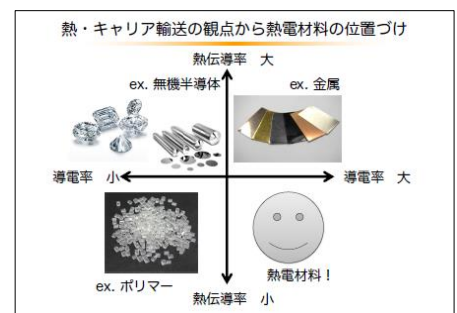 熱・キャリア輸送の観点から熱電材料の位置づけ
熱伝導率 大
ex. 無機半導体
ex. 金属
導電率 小
導電率 大
熱電材料！
ex. ポリマー
熱伝導率 小